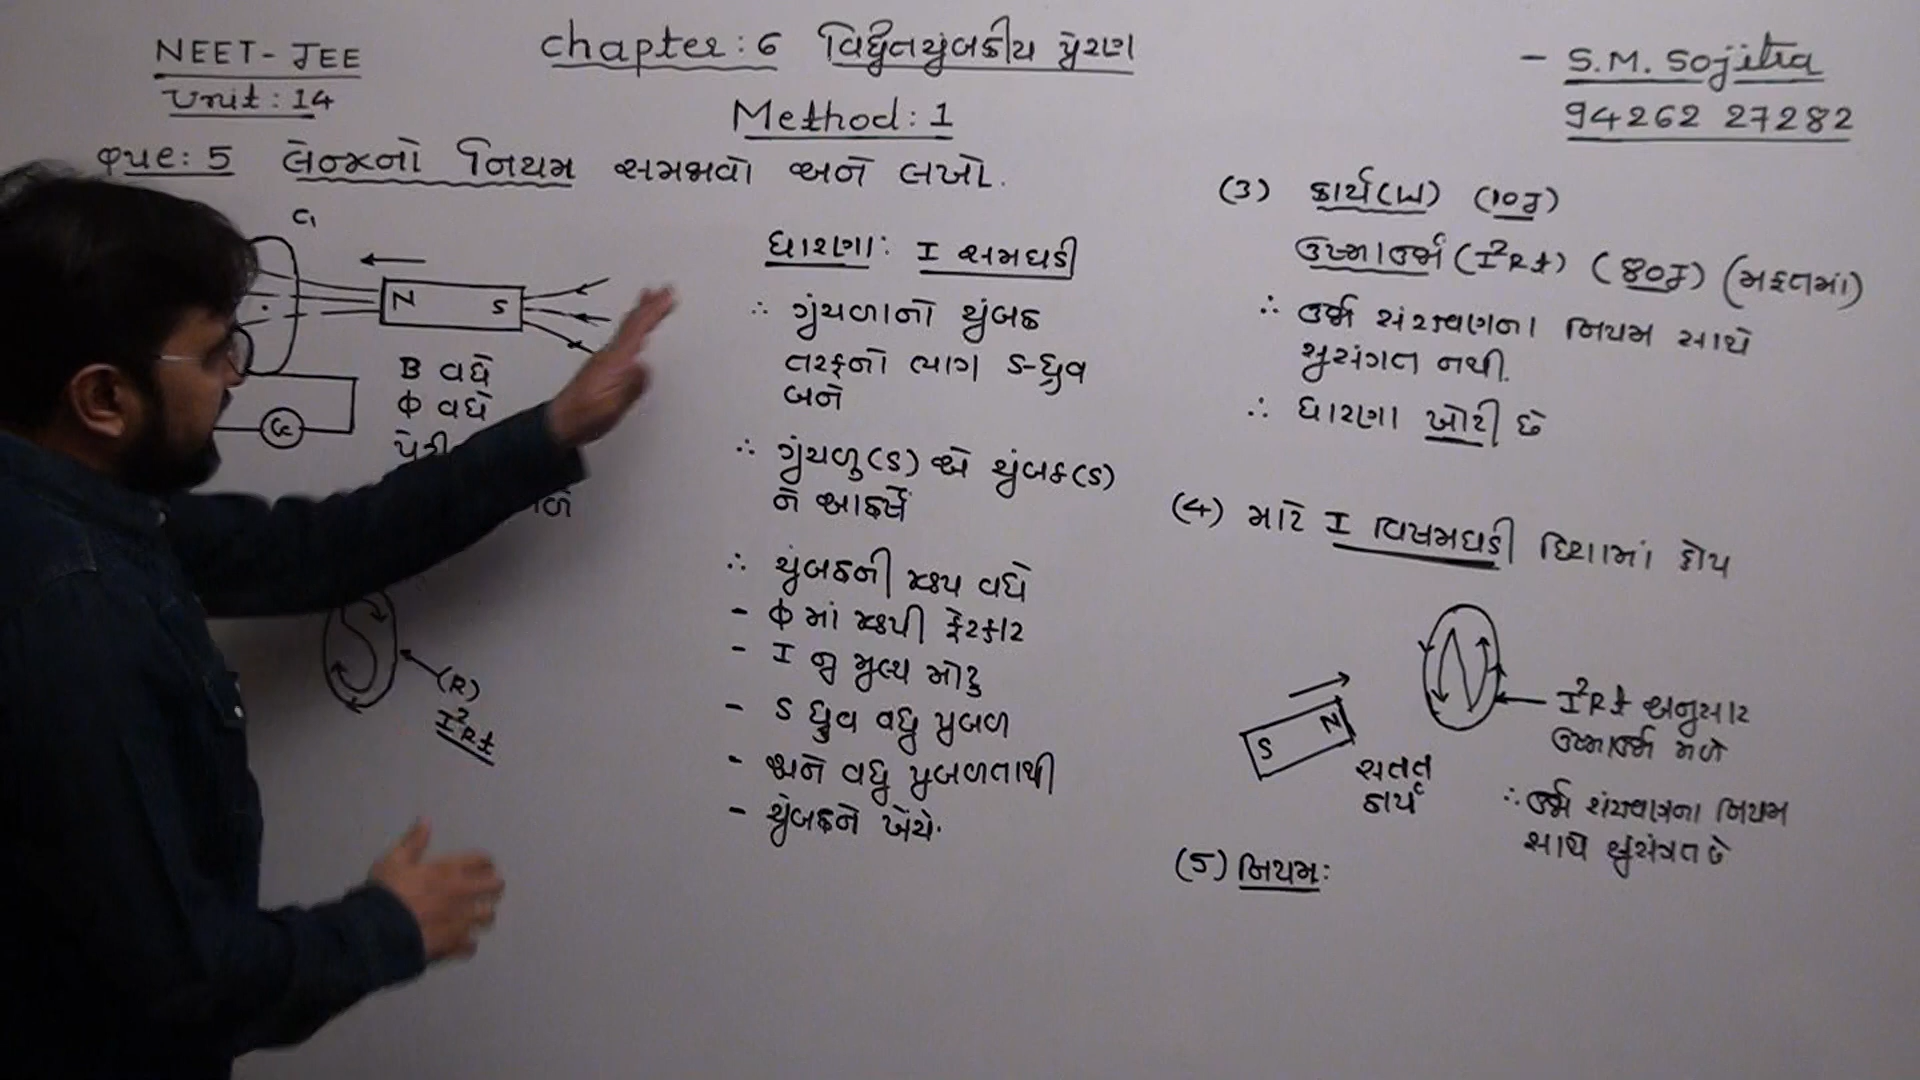 NEET-JEE
Unit: 14
Chapter: 6 વિદ્યુતચુંબકીય પ્રેરણ
Method: 1
- S.M. Sojitra
94262 27282
લેન્ઝનો નિયમ સમજાવો અને લખો.
C₁
N S
B વધે
Φ વધે
G
(R)
I²Rt
ધારણા: I સમઘડી
∴ ગુંચળાનો ચુંબક
તરફનો ભાગ S-ધ્રુવ
બને
∴ ગુંચળુ(S) એ ચુંબક(S)
ને આકર્ષે
∴ ચુંબકની ઝડપ વધે
- Φ માં ઝડપી ફેરફાર
- I નુ મુલ્ય મોટુ
- S ધ્રુવ વધુ પ્રબળ
- અને વધુ પ્રબળતાથી
- ચુંબકને ખેંચે.
(3) કાર્ય(W) (10J)
ઉષ્માઉર્જા (I²Rt) (80J) (મફતમાં)
∴ ઉર્જા સંરક્ષણના નિયમ સાથે
સુસંગત નથી.
∴ ધારણા ખોટી છે
(4) માટે I વિષમઘડી દિશામાં હોય
S N
N
સતત
કાર્ય
I²Rt અનુસાર
ઉષ્માઉર્જા મળે
∴ ઉર્જા સંરક્ષણના નિયમ
સાથે સુસંગત છે
(5) નિયમ: